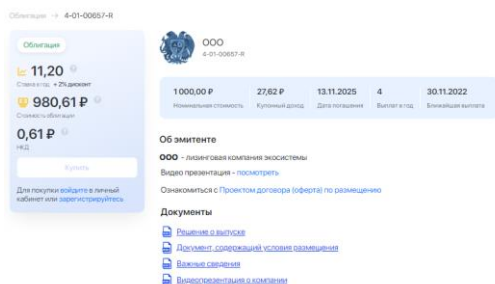 Облигации → 4-01-00657-R
Облигация
11,20
Ставка в год + 2% дисконт
980,61 ₽
Стоимость облигации
0,61 ₽
НКД
Купить
Для покупки войдите в личный
кабинет или зарегистрируйтесь
ООО
4-01-00657-R
1 000,00 ₽ 27,62 ₽ 13.11.2025 4 30.11.2022
Номинальная стоимость Купонный доход Дата погашения Выплат в год Ближайшая выплата
Об эмитенте
ООО - лизинговая компания экосистемы
Видео презентация - посмотреть
Ознакомиться с Проектом договора (оферта) по размещению
Документы
Решение о выпуске
Документ, содержащий условия размещения
Важные сведения
Видеопрезентация о компании